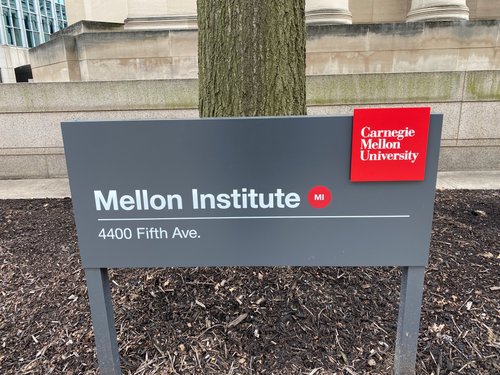 Carnegie
Mellon
University
Mellon Institute MI
4400 Fifth Ave.